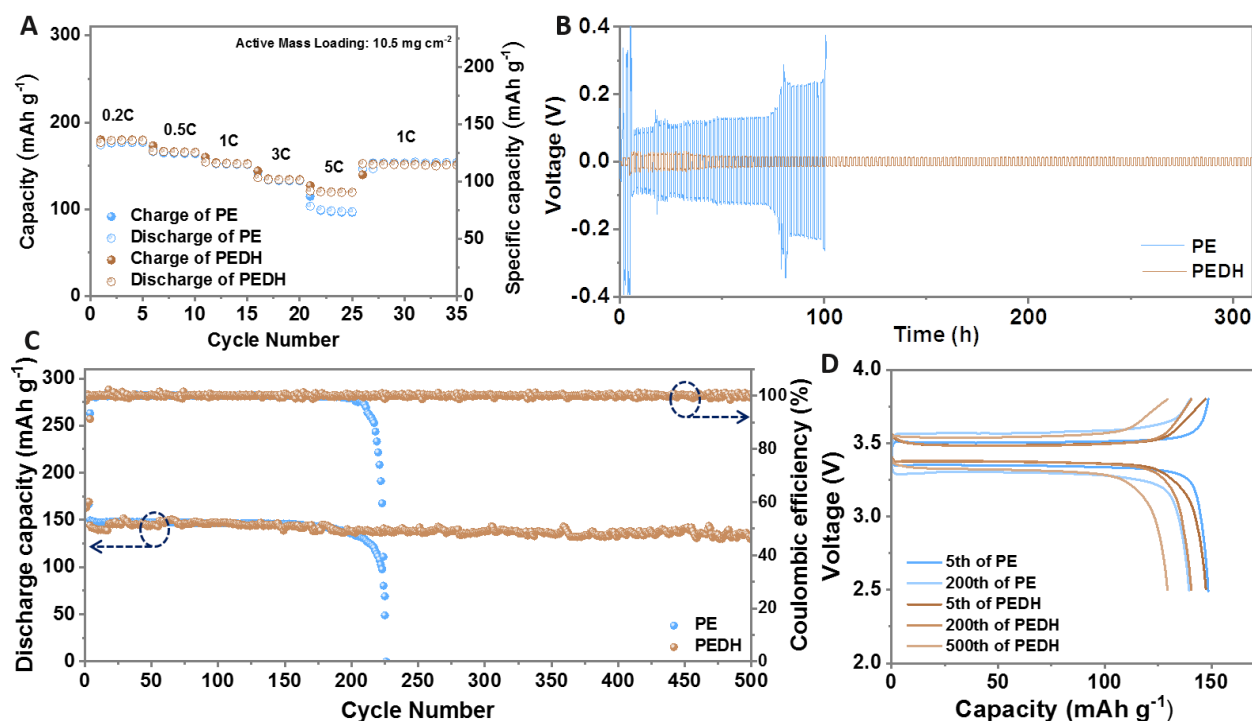 A
Active Mass Loading: 10.5 mg cm-2
0.2C
0.5C
1C
3C
5C
1C
Charge of PE
Discharge of PE
Charge of PEDH
Discharge of PEDH
300
200
100
0
150
100
50
0
0 5 10 15 20 25 30 35
Capacity (mAh g-1)
Specific capacity (mAh g-1)
Cycle Number
B
0.4
0.2
0.0
-0.2
-0.4
0 100 200 300
Voltage (V)
Time (h)
PE
PEDH
C
300
250
200
150
100
50
0
100
80
60
40
20
0
0 50 100 150 200 250 300 350 400 450 500
Discharge capacity (mAh g-1)
Coulombic efficiency (%)
Cycle Number
PE
PEDH
D
4.0
3.5
3.0
2.5
2.0
0 50 100 150
Voltage (V)
Capacity (mAh g-1)
5th of PE
200th of PE
5th of PEDH
200th of PEDH
500th of PEDH